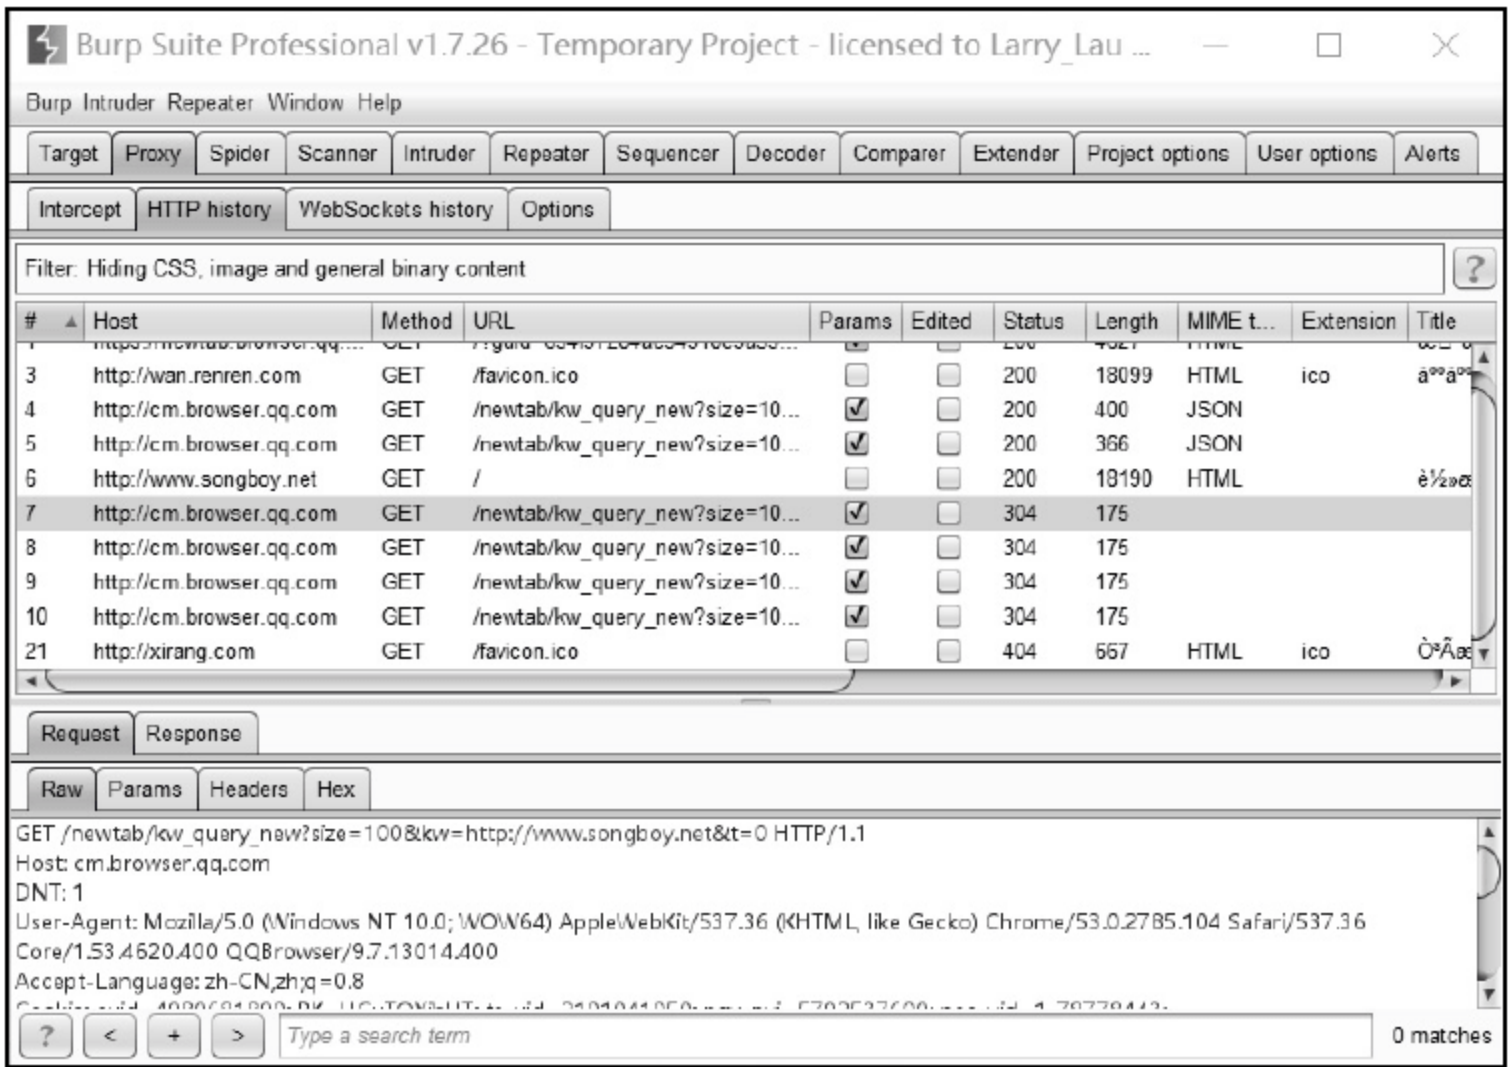 Burp Suite Professional v1.7.26 - Temporary Project - licensed to Larry_Lau ...
Burp Intruder Repeater Window Help
Target Proxy Spider Scanner Intruder Repeater Sequencer Decoder Comparer Extender Project options User options Alerts
Intercept HTTP history WebSockets history Options
Filter: Hiding CSS, image and general binary content ?
# Host Method URL Params Edited Status Length MIME t... Extension Title
3 http://wan.renren.com GET /favicon.ico 200 18099 HTML ico
4 http://cm.browser.qq.com GET /newtab/kw_query_new?size=10... 200 400 JSON
5 http://cm.browser.qq.com GET /newtab/kw_query_new?size=10... 200 366 JSON
6 http://www.songboy.net GET / 200 18190 HTML
7 http://cm.browser.qq.com GET /newtab/kw_query_new?size=10... 304 175
8 http://cm.browser.qq.com GET /newtab/kw_query_new?size=10... 304 175
9 http://cm.browser.qq.com GET /newtab/kw_query_new?size=10... 304 175
10 http://cm.browser.qq.com GET /newtab/kw_query_new?size=10... 304 175
21 http://xirang.com GET /favicon.ico 404 667 HTML ico
Request Response
Raw Params Headers Hex
GET /newtab/kw_query_new?size=100&kw=http://www.songboy.net&t=0 HTTP/1.1
Host: cm.browser.qq.com
DNT: 1
User-Agent: Mozilla/5.0 (Windows NT 10.0; WOW64) AppleWebKit/537.36 (KHTML, like Gecko) Chrome/53.0.2785.104 Safari/537.36
Core/1.53.4620.400 QQBrowser/9.7.13014.400
Accept-Language: zh-CN,zh;q=0.8
? < + > Type a search term 0 matches